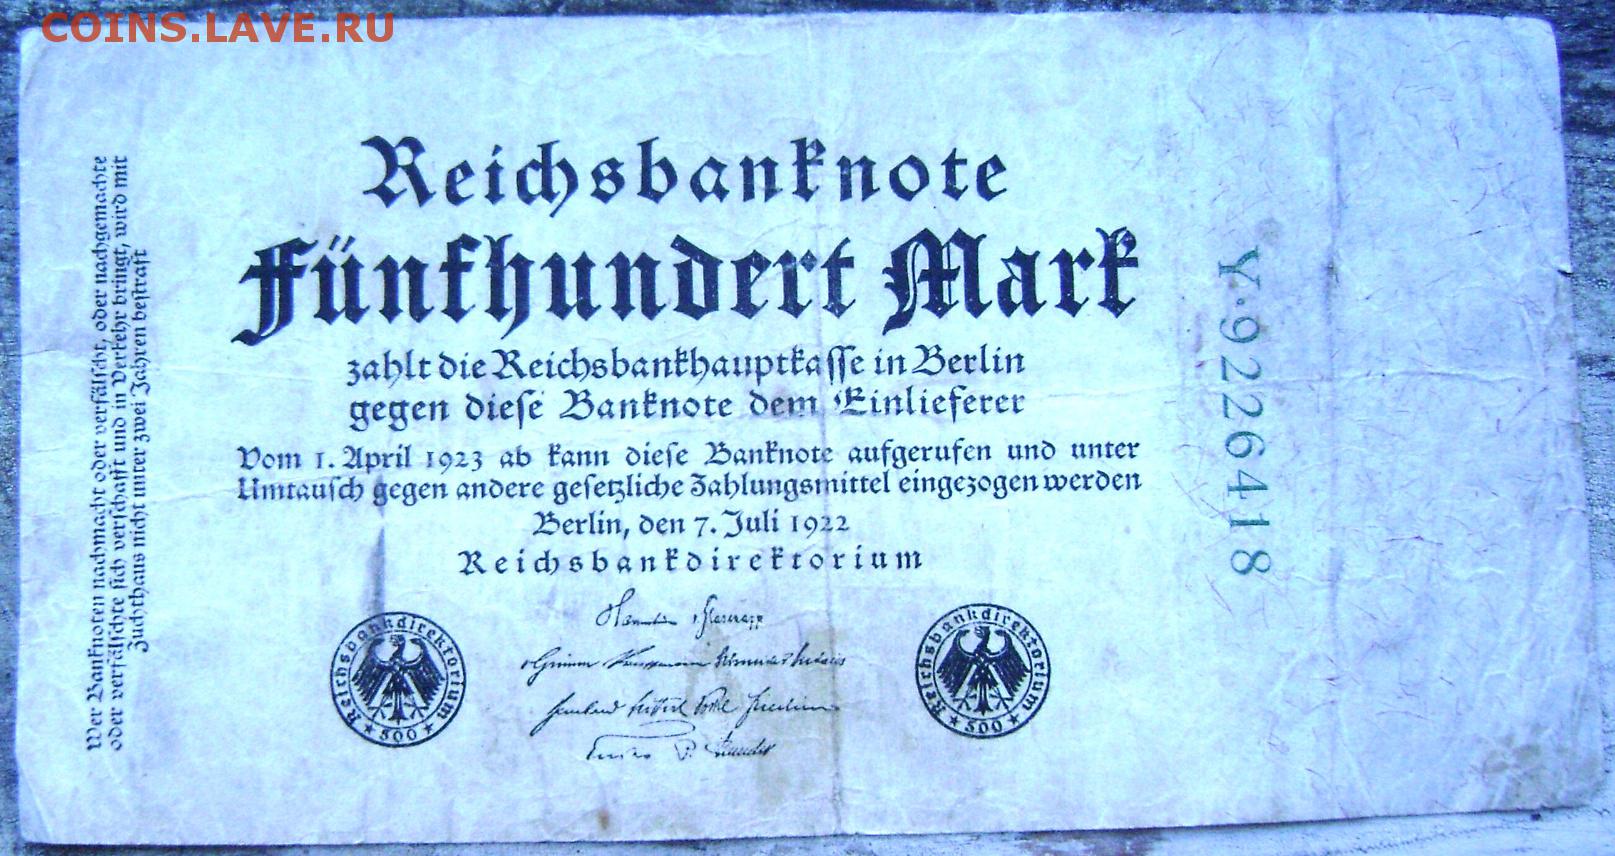 COINS.LAVE.RU
Reichsbanknote
Fünfhundert Mark
zahlt die Reichsbankhauptkasse in Berlin
gegen diese Banknote dem Einlieferer
Vom 1. April 1923 ab kann diese Banknote aufgerufen und unter
Umtausch gegen andere gesetzliche Zahlungsmittel eingezogen werden
Berlin, den 7. Juli 1922
Reichsbankdirektorium
Reichsbankdirektorium
* 500 *
Reichsbankdirektorium
* 500 *
Wer Banknoten nachmacht oder verfälscht, oder nachgemachte
oder verfälschte sich verschafft und in Verkehr bringt, wird mit
Zuchthaus nicht unter zwei Jahren bestraft
Y·9226418